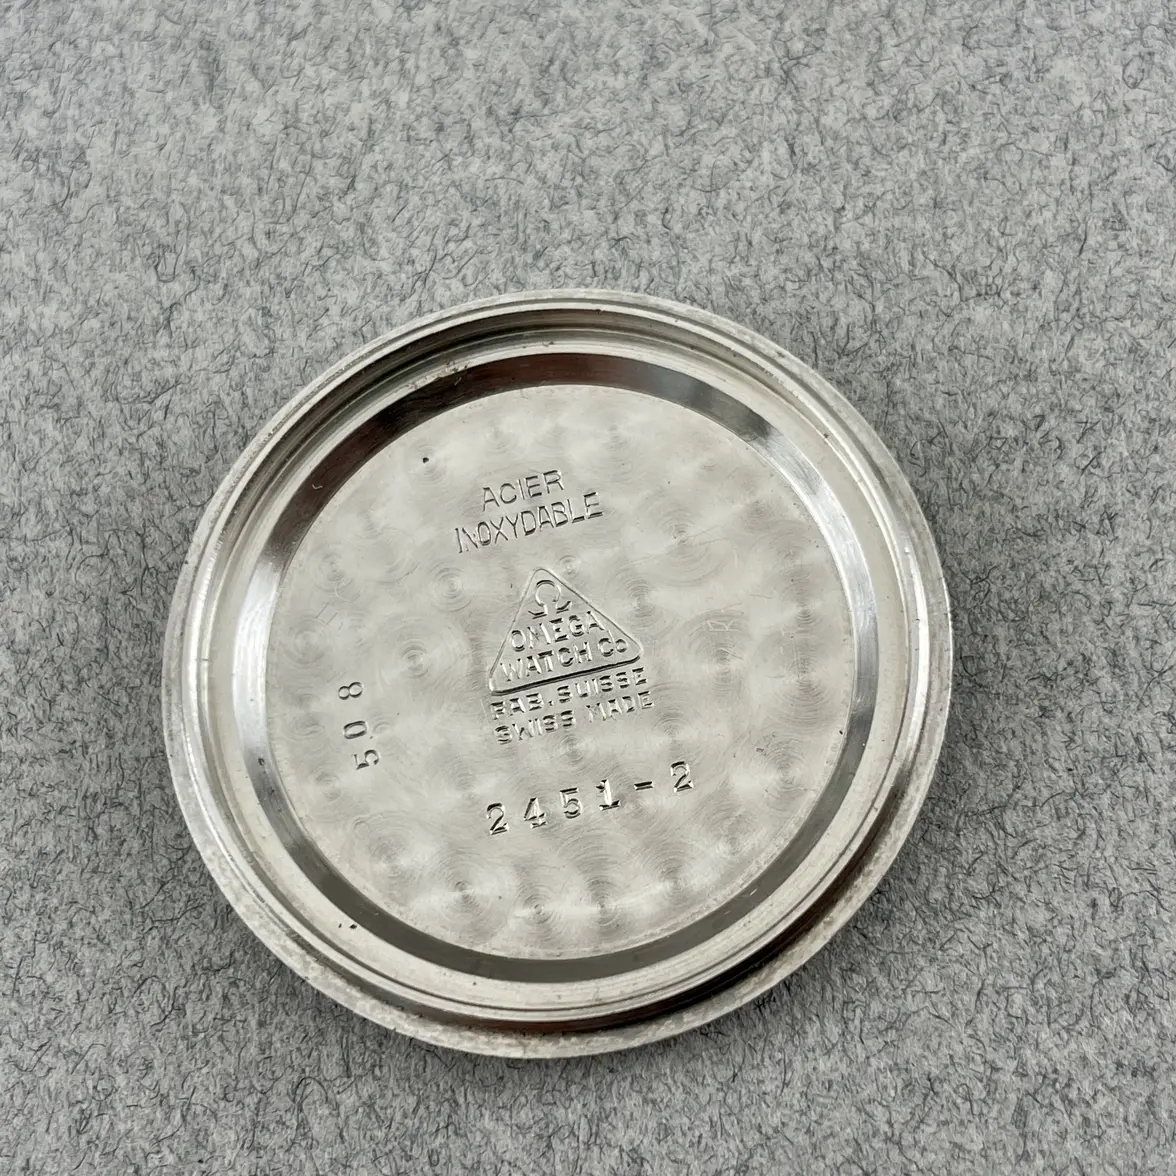 ACIER
INOXYDABLE
Ω
OMEGA
WATCH Co
FAB. SUISSE
SWISS MADE
508
2451-2